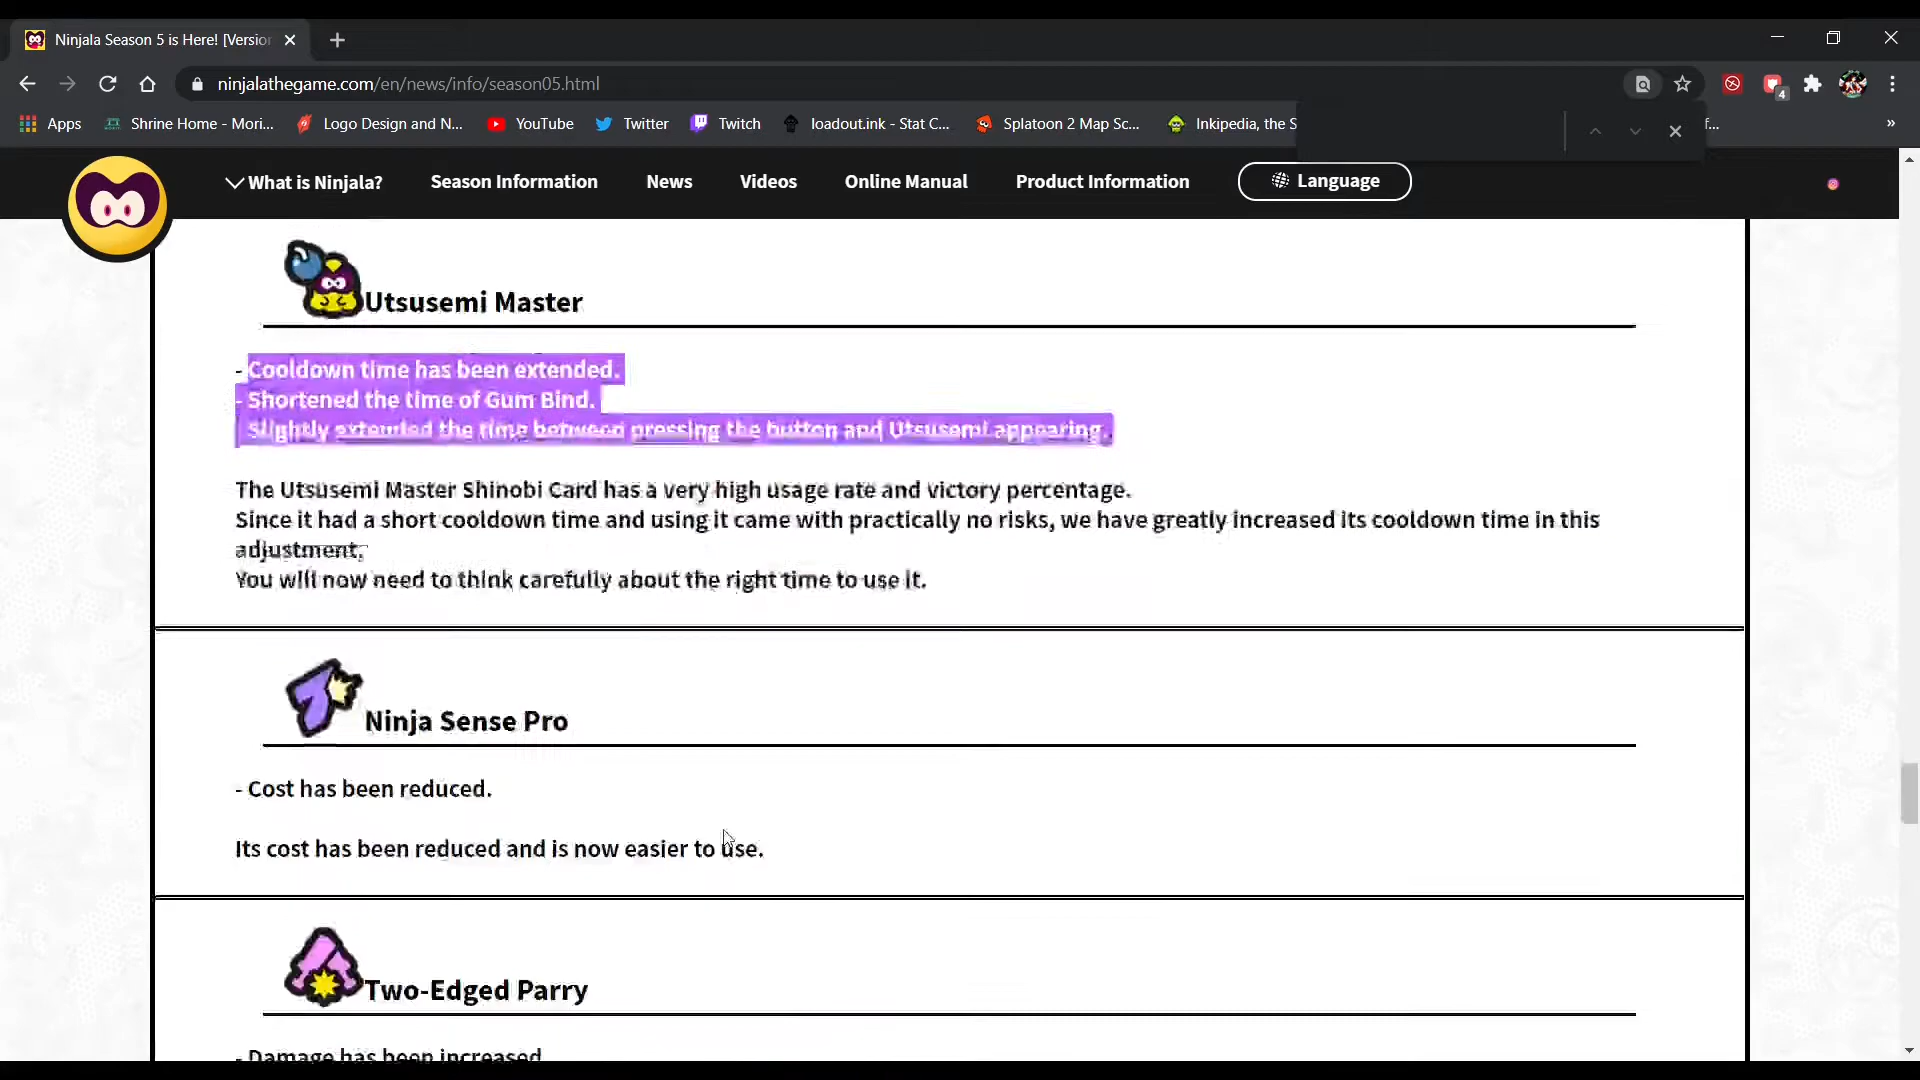 Ninjala Season 5 is Here! [Versio
ninjalathegame.com/en/news/info/season05.html
4
Apps
Shrine Home - Mori...
Logo Design and N...
YouTube
Twitter
Twitch
loadout.ink - Stat C...
Splatoon 2 Map Sc...
Inkipedia, the S
f...
»
What is Ninjala?
Season Information
News
Videos
Online Manual
Product Information
Language
Utsusemi Master
- Cooldown time has been extended.
- Shortened the time of Gum Bind.
Slightly extended the time between pressing the button and Utsusemi appearing.
The Utsusemi Master Shinobi Card has a very high usage rate and victory percentage.
Since it had a short cooldown time and using it came with practically no risks, we have greatly increased its cooldown time in this
adjustment.
You will now need to think carefully about the right time to use it.
Ninja Sense Pro
- Cost has been reduced.
Its cost has been reduced and is now easier to use.
Two-Edged Parry
- Damage has been increased